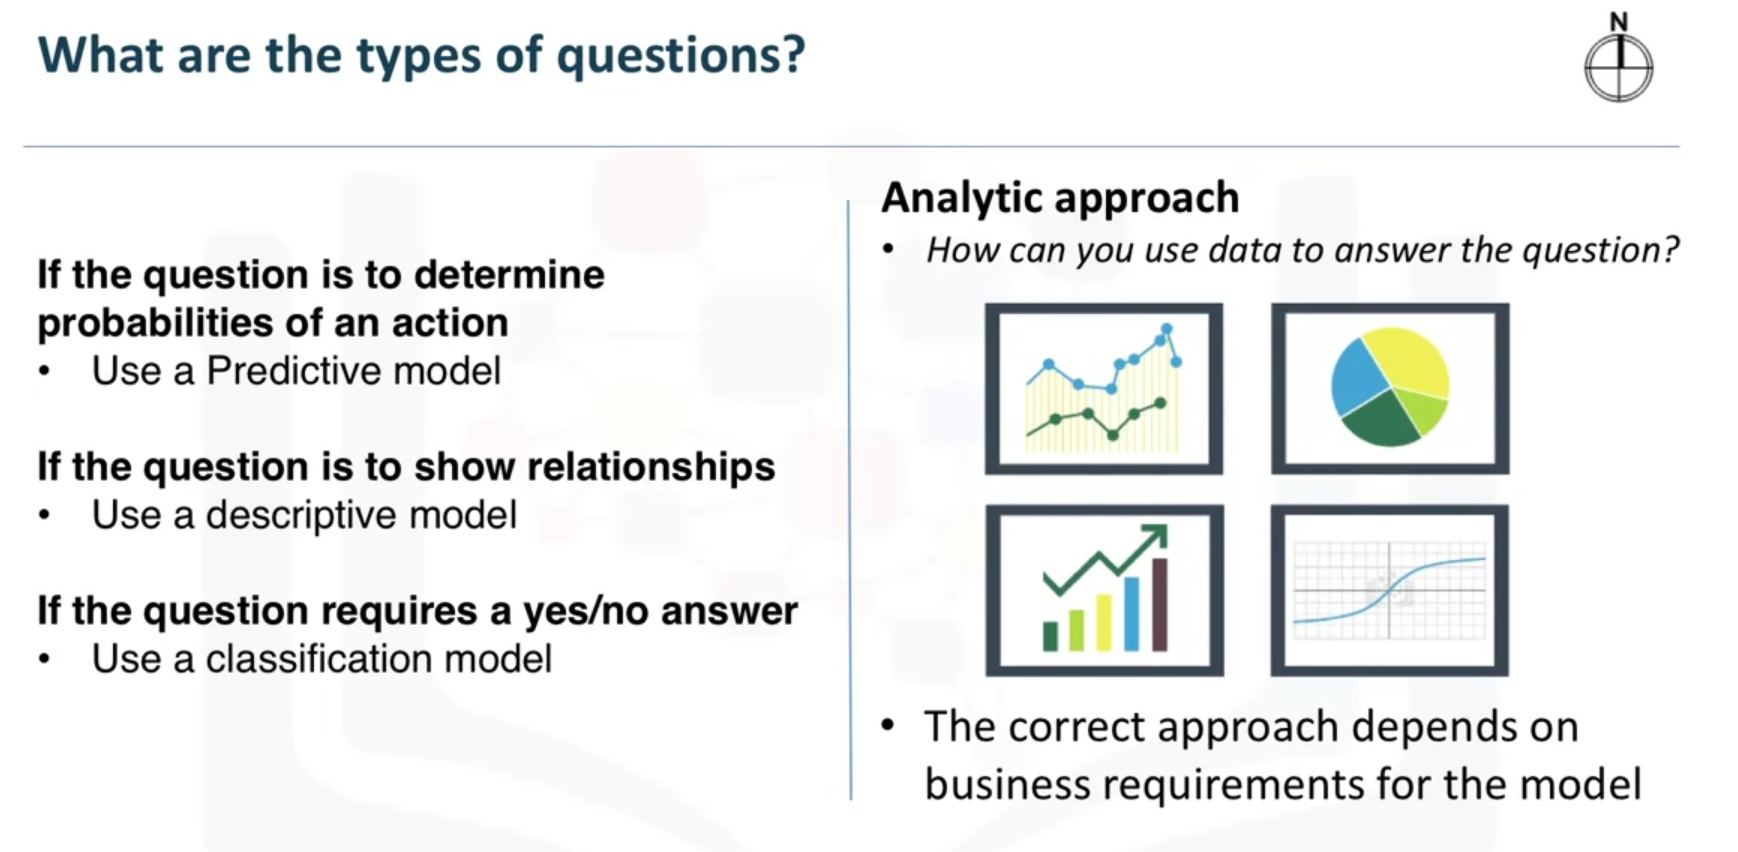 What are the types of questions?
N
If the question is to determine
probabilities of an action
• Use a Predictive model
If the question is to show relationships
• Use a descriptive model
If the question requires a yes/no answer
• Use a classification model
Analytic approach
• How can you use data to answer the question?
• The correct approach depends on
business requirements for the model